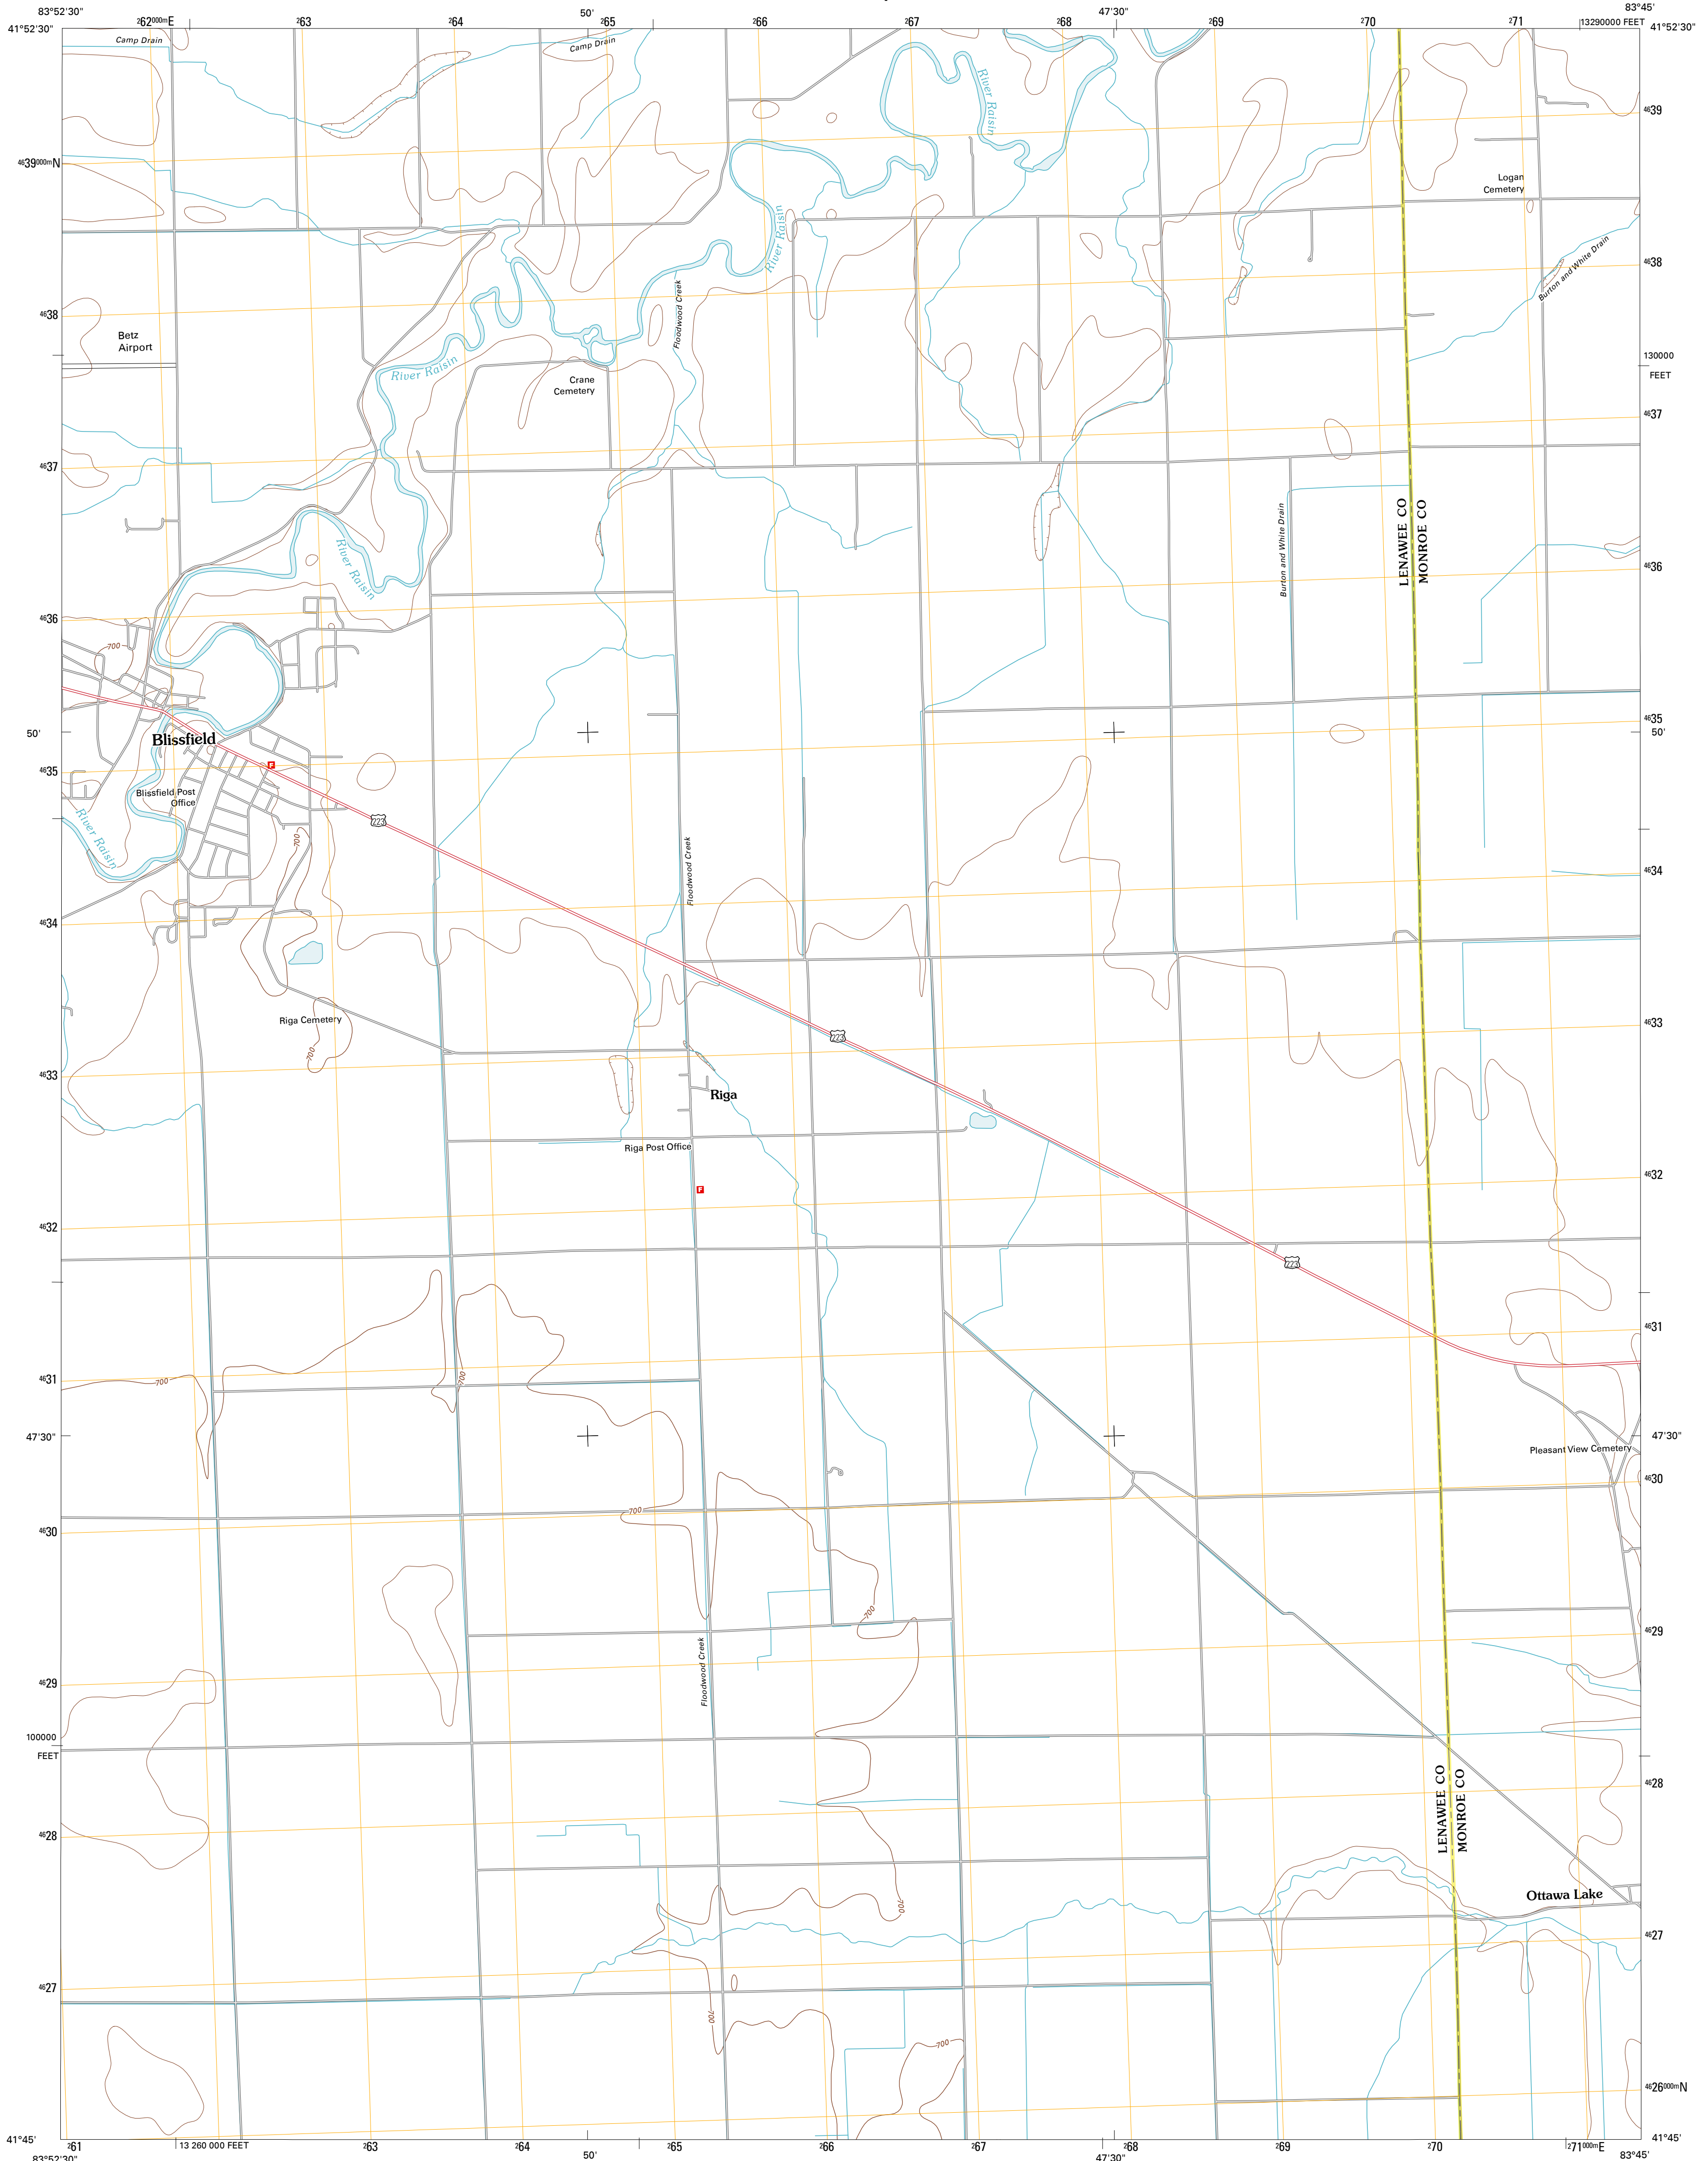 83°52'30"
²62⁰⁰⁰ᵐE
²63
²64
50'
²65
²66
²67
²68
47'30"
²69
²70
²71
13290000 FEET
83°45'
41°52'30"
41°52'30"
Camp Drain
Camp Drain
River Raisin
⁴⁶39
⁴⁶39⁰⁰⁰ᵐN
Logan
Cemetery
River Raisin
Burton and White Drain
⁴⁶38
⁴⁶38
Floodwood Creek
Betz
Airport
130000
FEET
River Raisin
Crane
Cemetery
⁴⁶37
⁴⁶37
LENAWEE CO
MONROE CO
Burton and White Drain
River Raisin
⁴⁶36
⁴⁶36
700
⁴⁶35
50'
50'
Blissfield
F
⁴⁶35
Blissfield Post
Office
223
River Raisin
700
Floodwood Creek
⁴⁶34
⁴⁶34
Riga Cemetery
⁴⁶33
223
700
⁴⁶33
Riga
Riga Post Office
F
⁴⁶32
⁴⁶32
223
⁴⁶31
⁴⁶31
700
700
47'30"
47'30"
Pleasant View Cemetery
⁴⁶30
700
⁴⁶30
700
⁴⁶29
Floodwood Creek
⁴⁶29
100000
FEET
LENAWEE CO
MONROE CO
⁴⁶28
⁴⁶28
Ottawa Lake
700
⁴⁶27
⁴⁶27
700
700
⁴⁶26⁰⁰⁰ᵐN
41°45'
41°45'
²61
13 260 000 FEET
²63
²64
²65
²66
²67
²68
²69
²70
²71⁰⁰⁰ᵐE
83°52'30"
50'
47'30"
83°45'